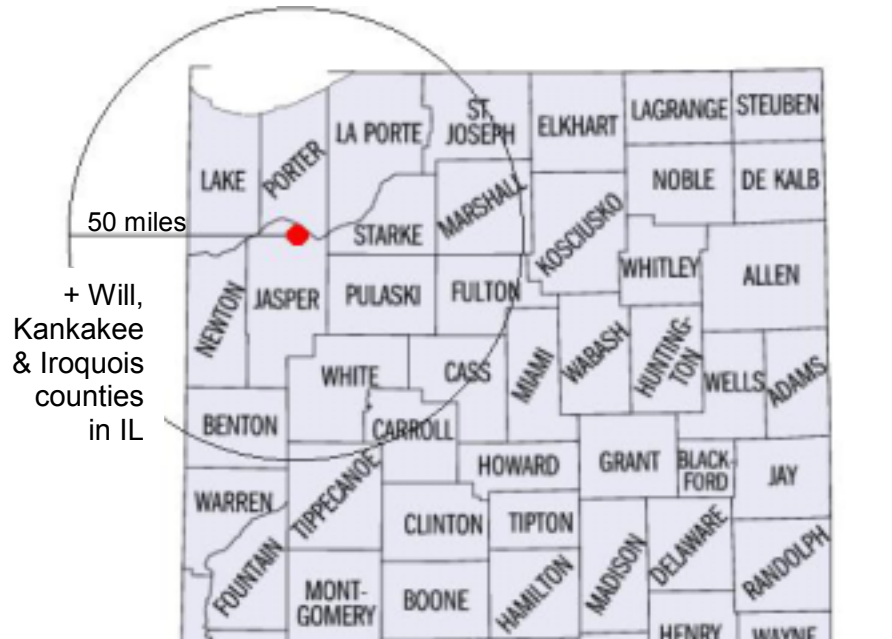 ST.
JOSEPH
LA PORTE
ELKHART
LAGRANGE
STEUBEN
LAKE
PORTER
NOBLE
DE KALB
MARSHALL
50 miles
STARKE
KOSCIUSKO
WHITLEY
ALLEN
+ Will,
Kankakee
& Iroquois
counties
in IL
NEWTON
JASPER
PULASKI
FULTON
WHITE
CASS
MIAMI
WABASH
HUNTING-
TON
WELLS
ADAMS
BENTON
CARROLL
HOWARD
GRANT
BLACK-
FORD
JAY
WARREN
TIPPECANOE
CLINTON
TIPTON
FOUNTAIN
MONT-
GOMERY
BOONE
HAMILTON
MADISON
DELAWARE
RANDOLPH
HENRY
WAYNE